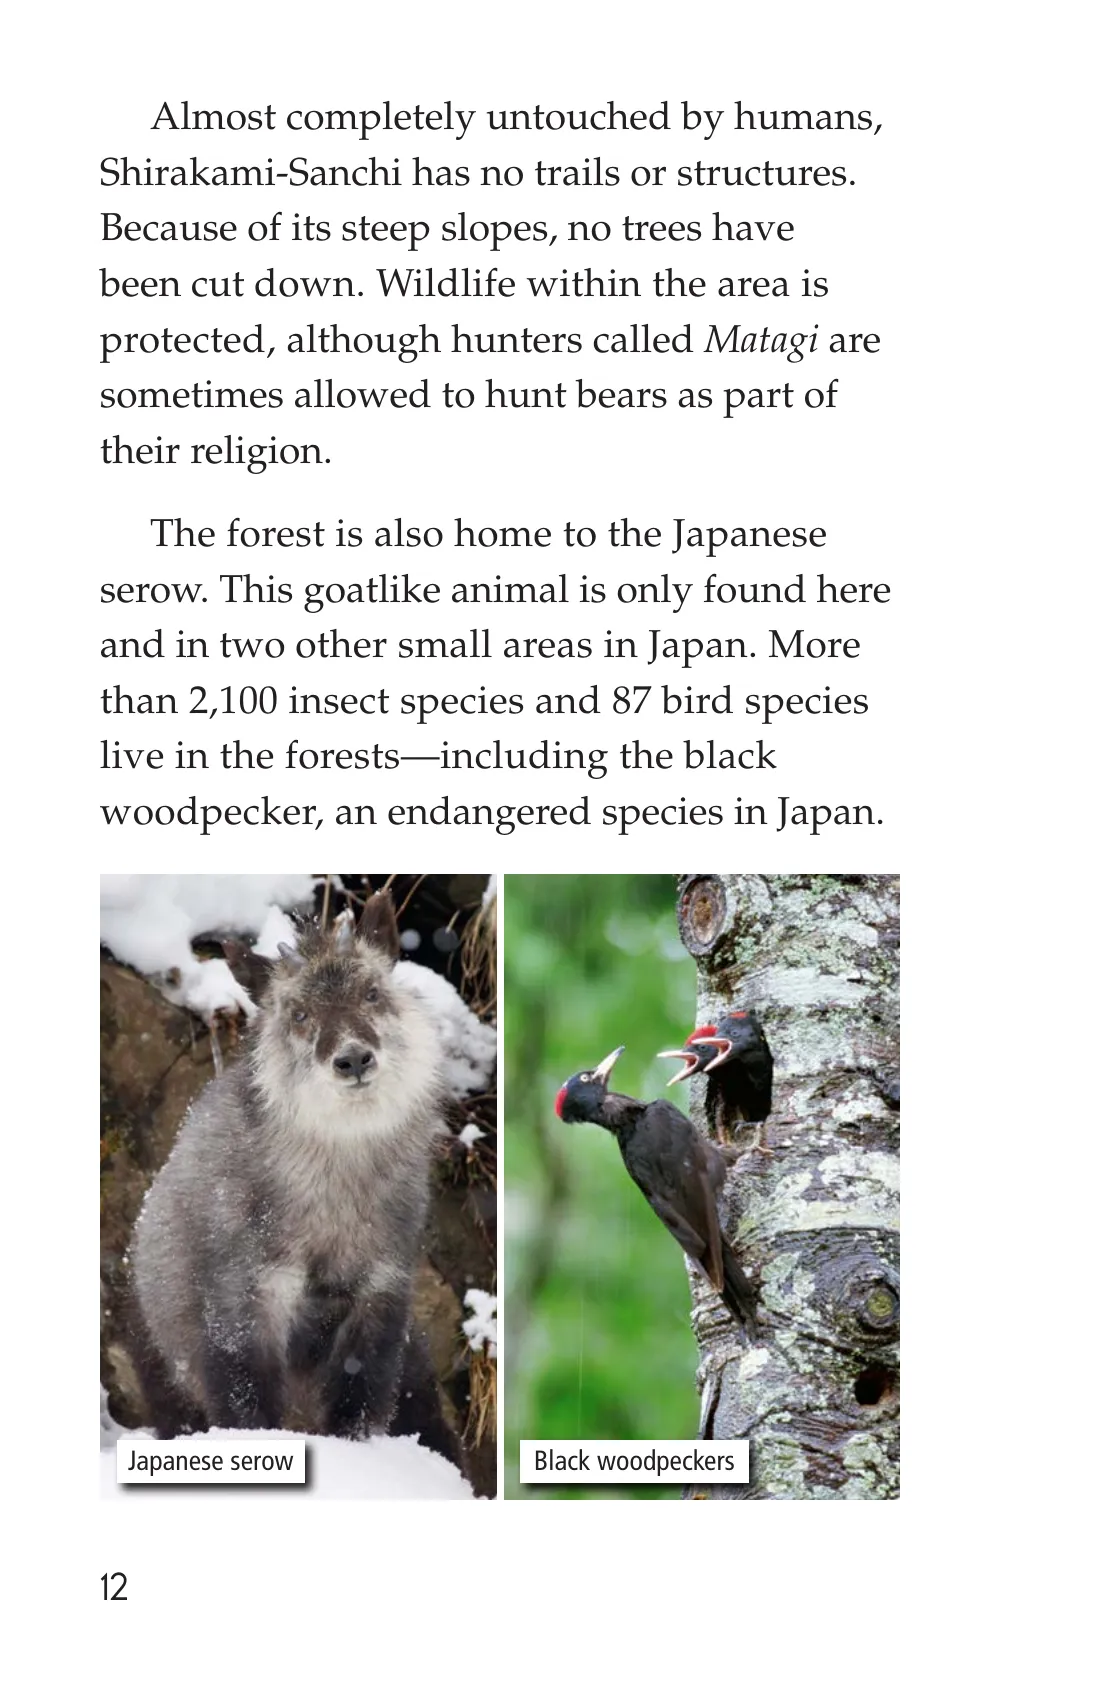 Almost completely untouched by humans,
Shirakami-Sanchi has no trails or structures.
Because of its steep slopes, no trees have
been cut down. Wildlife within the area is
protected, although hunters called Matagi are
sometimes allowed to hunt bears as part of
their religion.
The forest is also home to the Japanese
serow. This goatlike animal is only found here
and in two other small areas in Japan. More
than 2,100 insect species and 87 bird species
live in the forests—including the black
woodpecker, an endangered species in Japan.
Japanese serow
Black woodpeckers
12